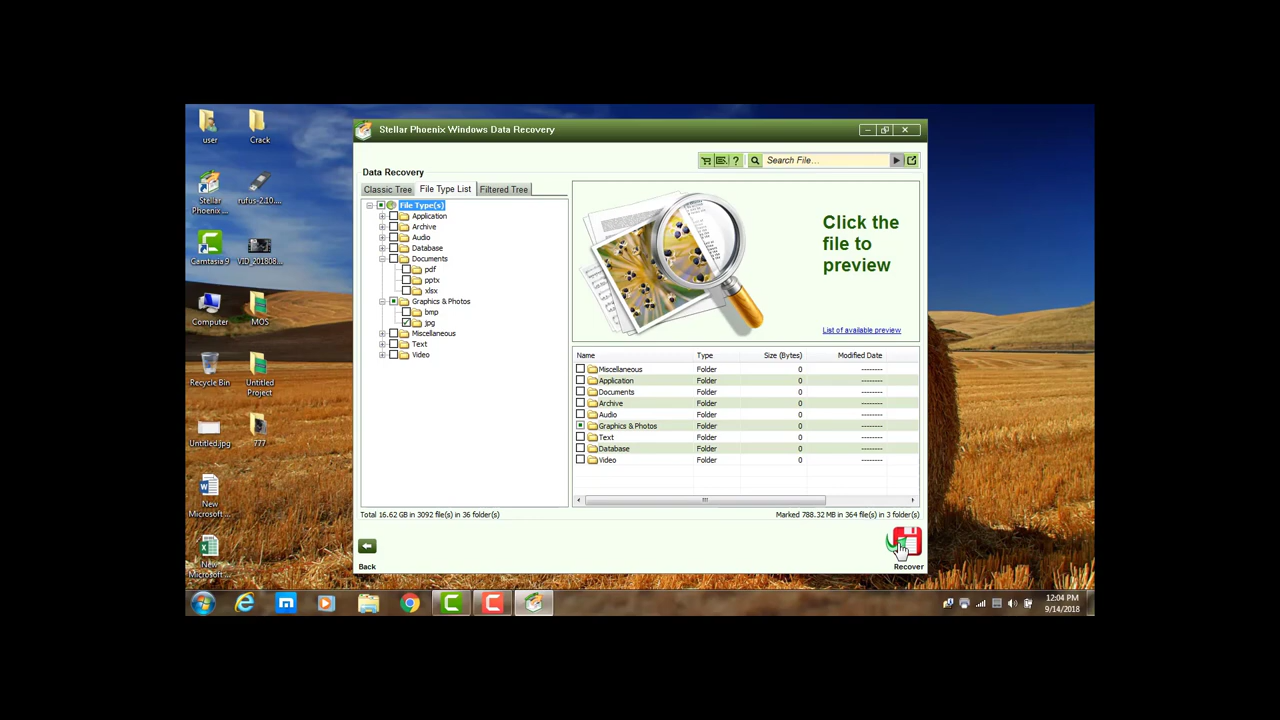 user
Crack
Stellar
Phoenix ...
rufus-2.10....
Camtasia 9
VID_201808...
Computer
MOS
Recycle Bin
Untitled
Project
Untitled.jpg
777
New
Microsoft ...
New
Microsoft ...
Stellar Phoenix Windows Data Recovery
? Search File...
Data Recovery
Classic Tree File Type List Filtered Tree
File Type(s)
Application
Archive
Audio
Database
Documents
pdf
pptx
xlsx
Graphics & Photos
bmp
jpg
Miscellaneous
Text
Video
Click the
file to
preview
List of available preview
Name Type Size (Bytes) Modified Date
Miscellaneous Folder 0 --------
Application Folder 0 --------
Documents Folder 0 --------
Archive Folder 0 --------
Audio Folder 0 --------
Graphics & Photos Folder 0 --------
Text Folder 0 --------
Database Folder 0 --------
Video Folder 0 --------
Total 16.62 GB in 3092 file(s) in 36 folder(s)
Marked 788.32 MB in 364 file(s) in 3 folder(s)
Back
Recover
12:04 PM
9/14/2018